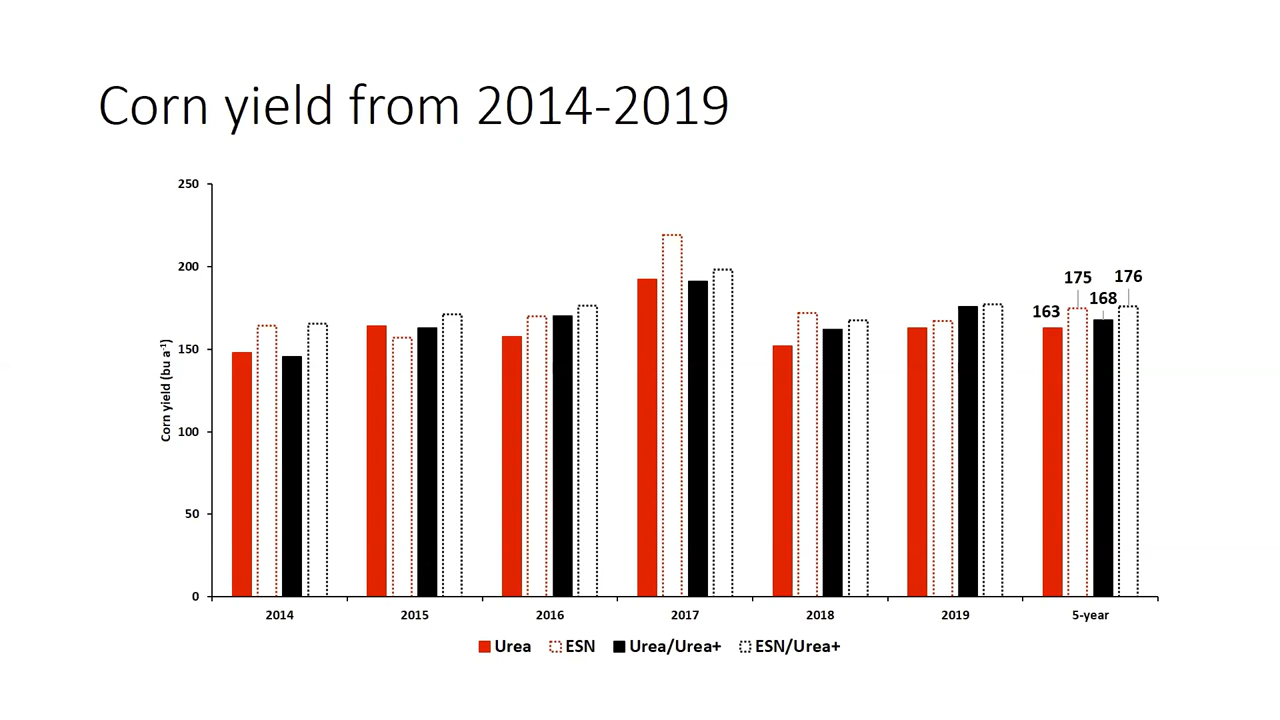 Corn yield from 2014-2019
250
200
150
100
50
0
Corn yield (bu a-1)
163
175
168
176
2014
2015
2016
2017
2018
2019
5-year
Urea
ESN
Urea/Urea+
ESN/Urea+